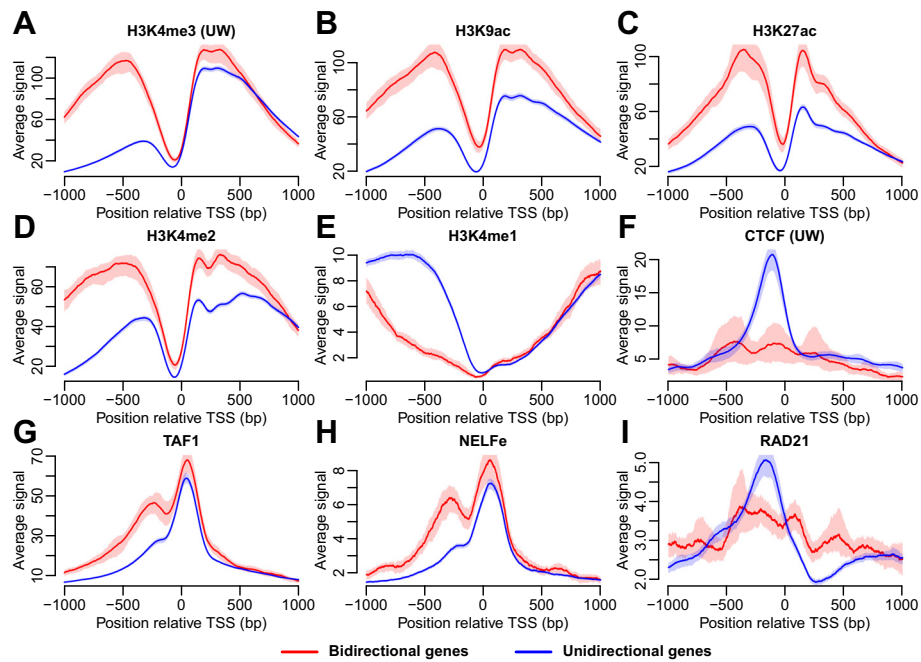 A
H3K4me3 (UW)
Average signal
20
60
100
−1000
−500
0
500
1000
Position relative TSS (bp)
B
H3K9ac
Average signal
20
60
100
−1000
−500
0
500
1000
Position relative TSS (bp)
C
H3K27ac
Average signal
20
60
100
−1000
−500
0
500
1000
Position relative TSS (bp)
D
H3K4me2
Average signal
20
40
60
−1000
−500
0
500
1000
Position relative TSS (bp)
E
H3K4me1
Average signal
2
4
6
8
10
−1000
−500
0
500
1000
Position relative TSS (bp)
F
CTCF (UW)
Average signal
5
10
15
20
−1000
−500
0
500
1000
Position relative TSS (bp)
G
TAF1
Average signal
10
30
50
70
−1000
−500
0
500
1000
Position relative TSS (bp)
H
NELFe
Average signal
2
4
6
8
−1000
−500
0
500
1000
Position relative TSS (bp)
I
RAD21
Average signal
2.0
3.0
4.0
5.0
−1000
−500
0
500
1000
Position relative TSS (bp)
Bidirectional genes
Unidirectional genes